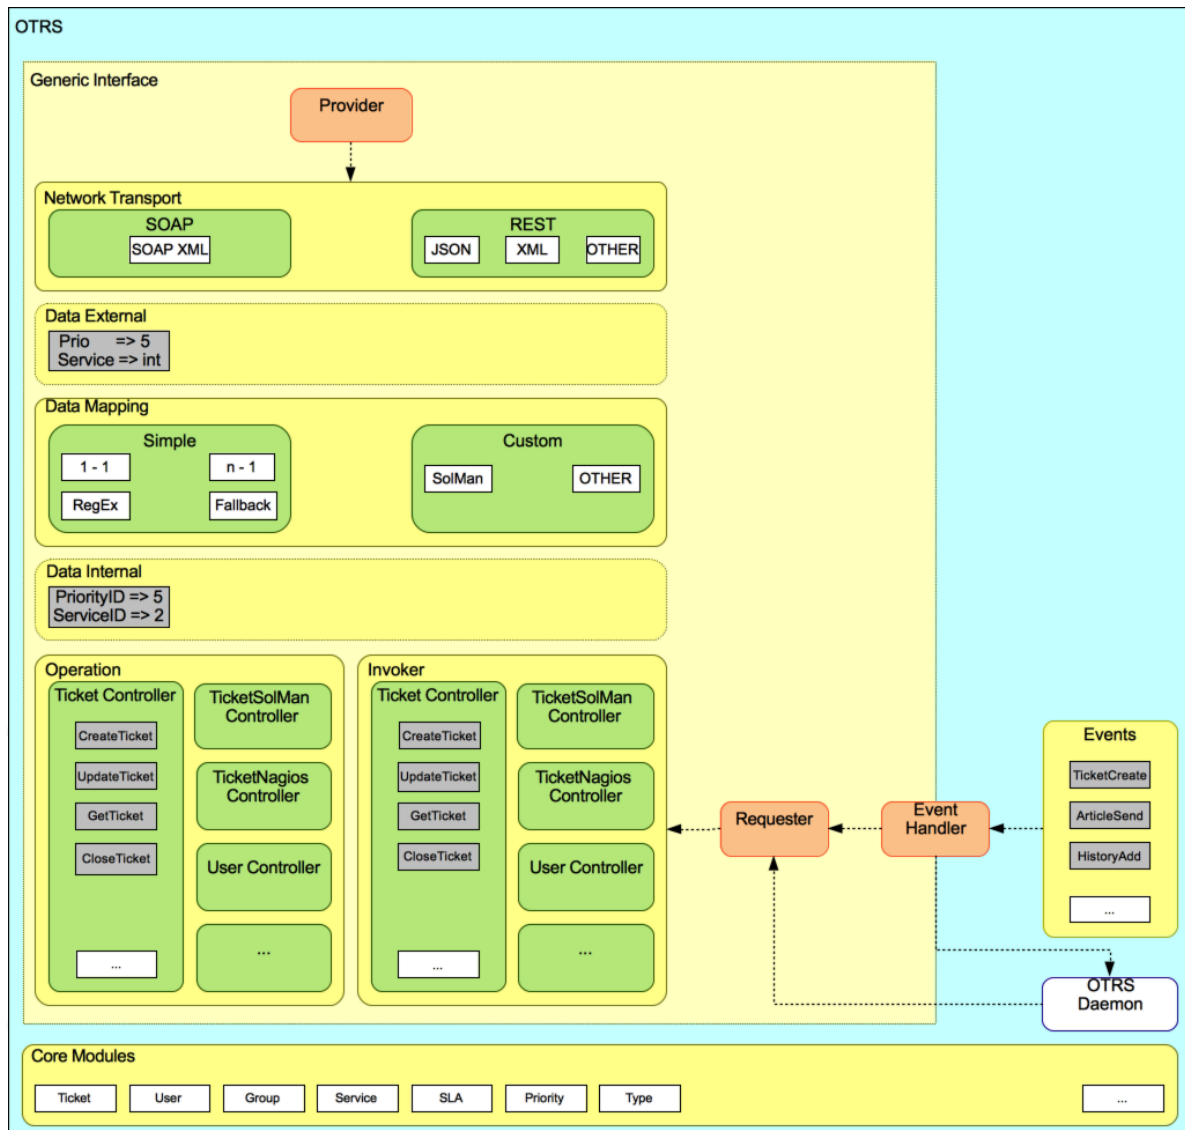 OTRS
Generic Interface
Provider
Network Transport
SOAP
SOAP XML
REST
JSON
XML
OTHER
Data External
Prio => 5
Service => int
Data Mapping
Simple
1 - 1
n - 1
RegEx
Fallback
Custom
SolMan
OTHER
Data Internal
PriorityID => 5
ServiceID => 2
Operation
Ticket Controller
CreateTicket
UpdateTicket
GetTicket
CloseTicket
...
TicketSolMan
Controller
TicketNagios
Controller
User Controller
...
Invoker
Ticket Controller
CreateTicket
UpdateTicket
GetTicket
CloseTicket
...
TicketSolMan
Controller
TicketNagios
Controller
User Controller
...
Requester
Event
Handler
Events
TicketCreate
ArticleSend
HistoryAdd
...
OTRS
Daemon
Core Modules
Ticket
User
Group
Service
SLA
Priority
Type
...